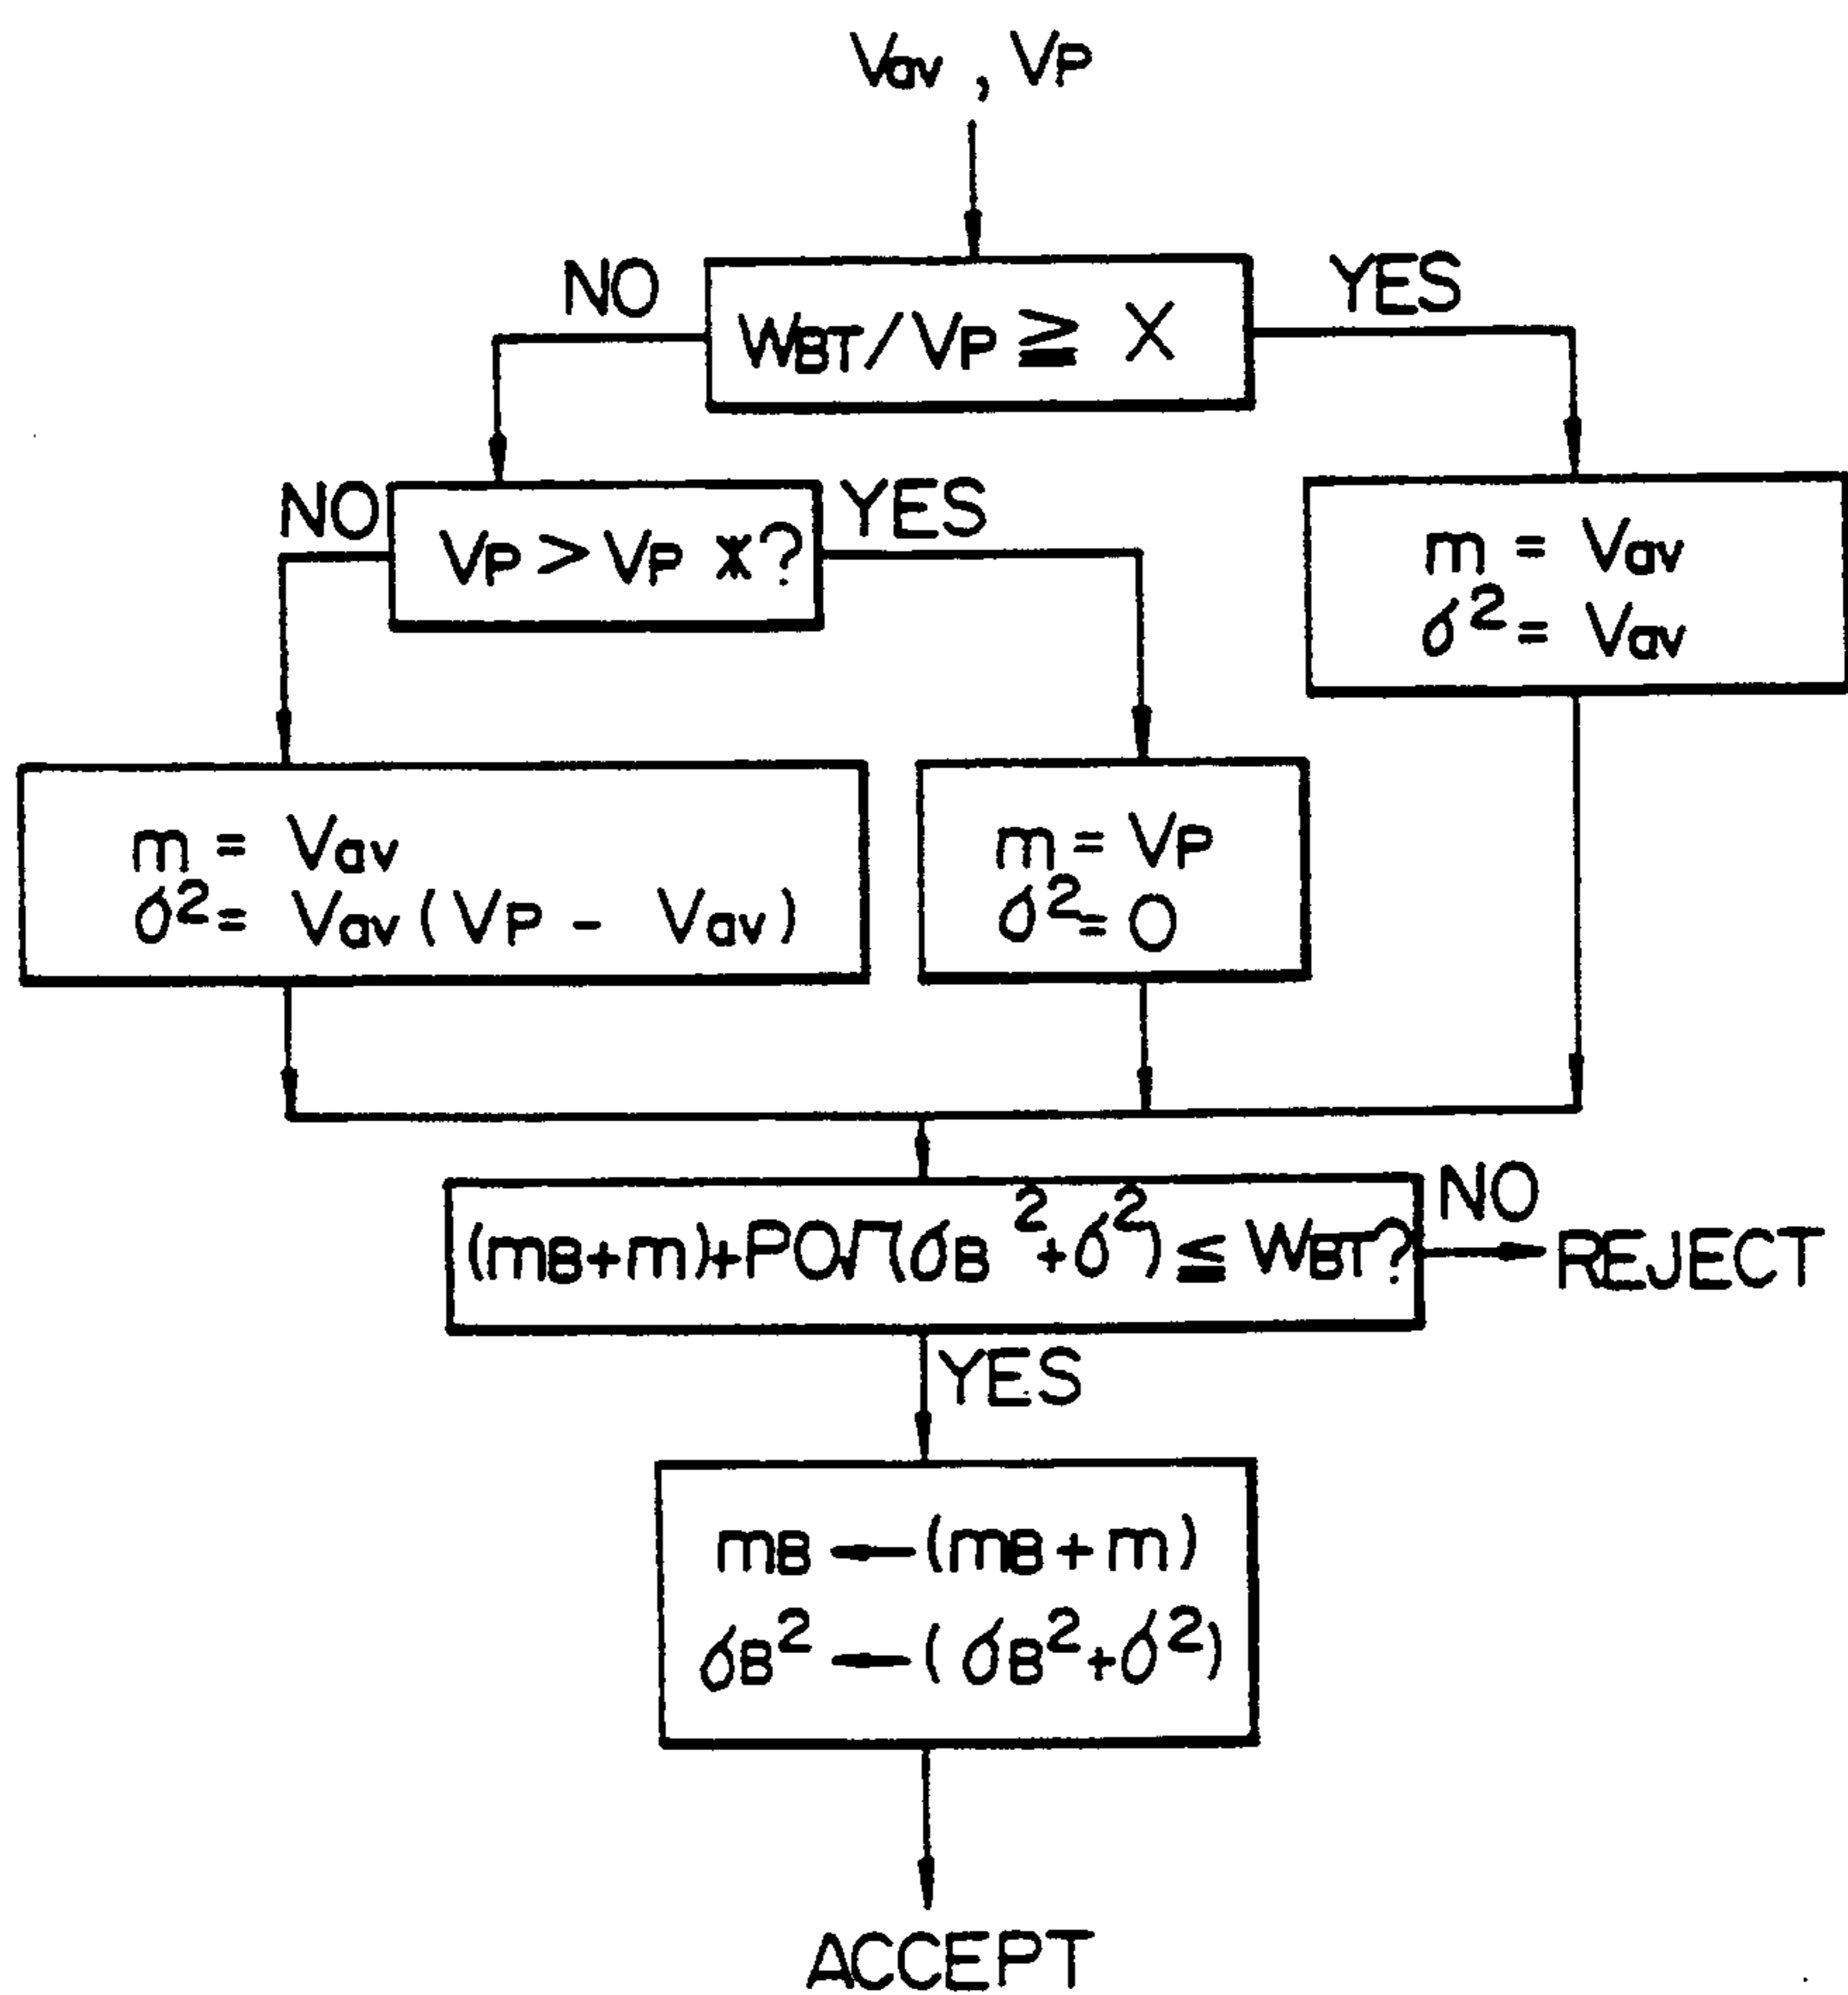 Vav , VP
NO
YES
WBT/VP ≧ X
NO
YES
VP > VP *?
m = Vav
σ² = Vav
m = Vav
σ² = Vav (VP - Vav)
m = VP
σ² = 0
(mB+m)+PO√(σB²+σ²) ≦ WBT?
NO
REJECT
YES
mB ← (mB+m)
σB² ← (σB²+σ²)
ACCEPT